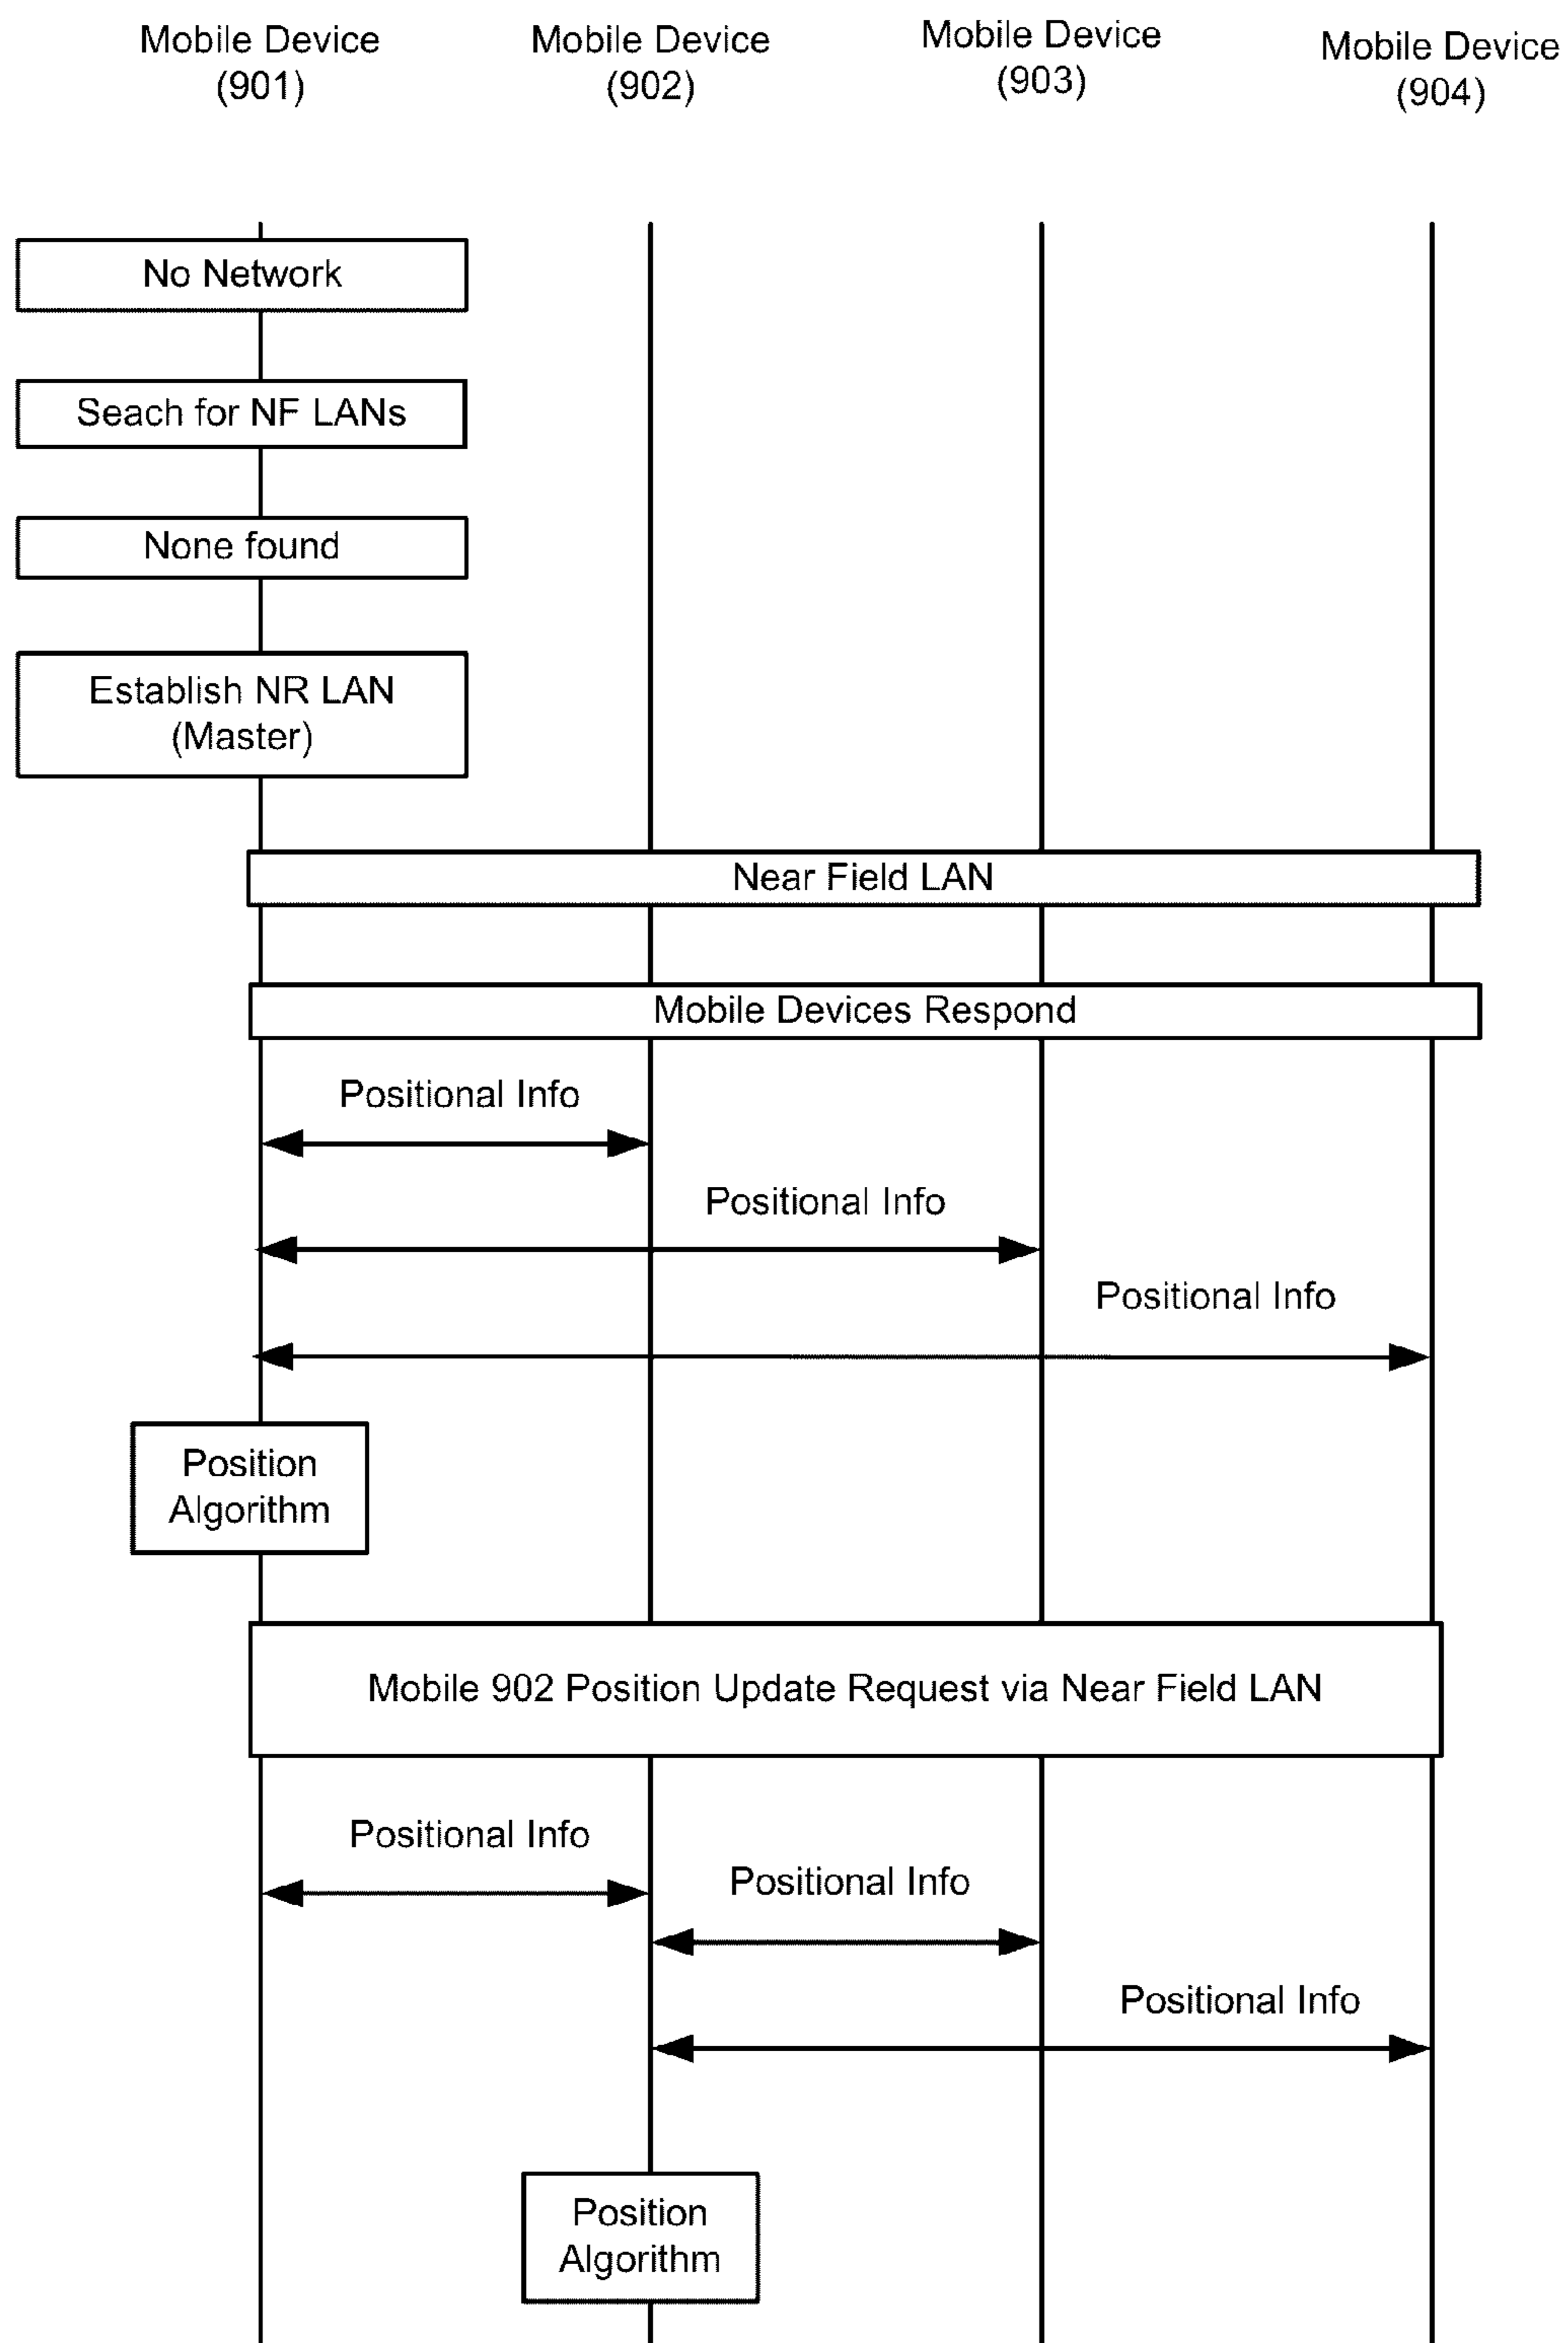 Mobile Device
(901)
Mobile Device
(902)
Mobile Device
(903)
Mobile Device
(904)
No Network
Seach for NF LANs
None found
Establish NR LAN
(Master)
Near Field LAN
Mobile Devices Respond
Positional Info
Positional Info
Positional Info
Position
Algorithm
Mobile 902 Position Update Request via Near Field LAN
Positional Info
Positional Info
Positional Info
Position
Algorithm